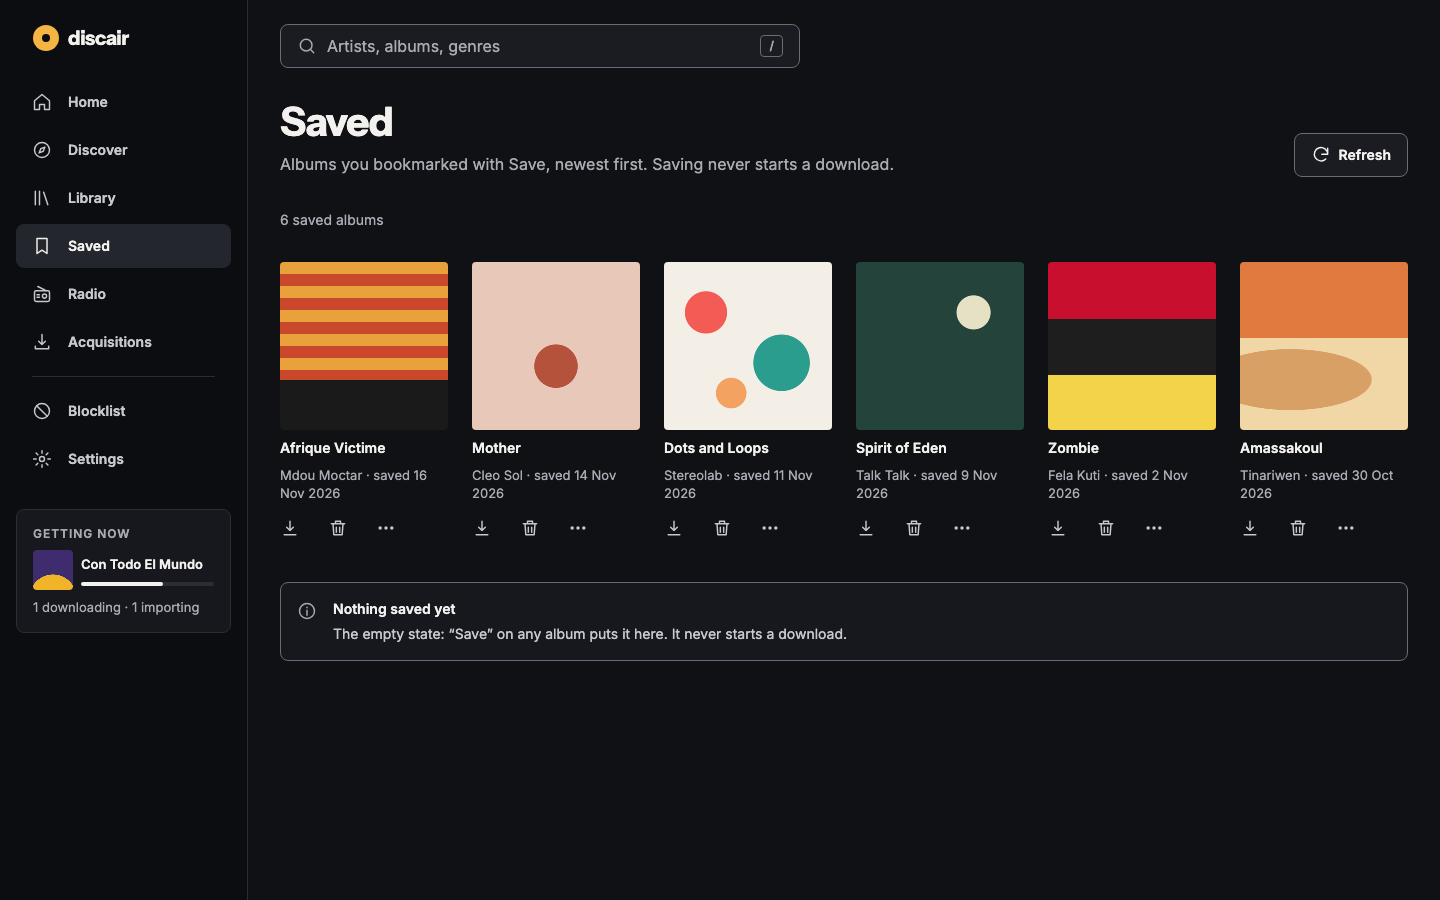 discair
Artists, albums, genres
/
Home
Discover
Library
Saved
Radio
Acquisitions
Blocklist
Settings
GETTING NOW
Con Todo El Mundo
1 downloading · 1 importing
Saved
Albums you bookmarked with Save, newest first. Saving never starts a download.
Refresh
6 saved albums
Afrique Victime
Mdou Moctar · saved 16
Nov 2026
Mother
Cleo Sol · saved 14 Nov
2026
Dots and Loops
Stereolab · saved 11 Nov
2026
Spirit of Eden
Talk Talk · saved 9 Nov
2026
Zombie
Fela Kuti · saved 2 Nov
2026
Amassakoul
Tinariwen · saved 30 Oct
2026
Nothing saved yet
The empty state: “Save” on any album puts it here. It never starts a download.